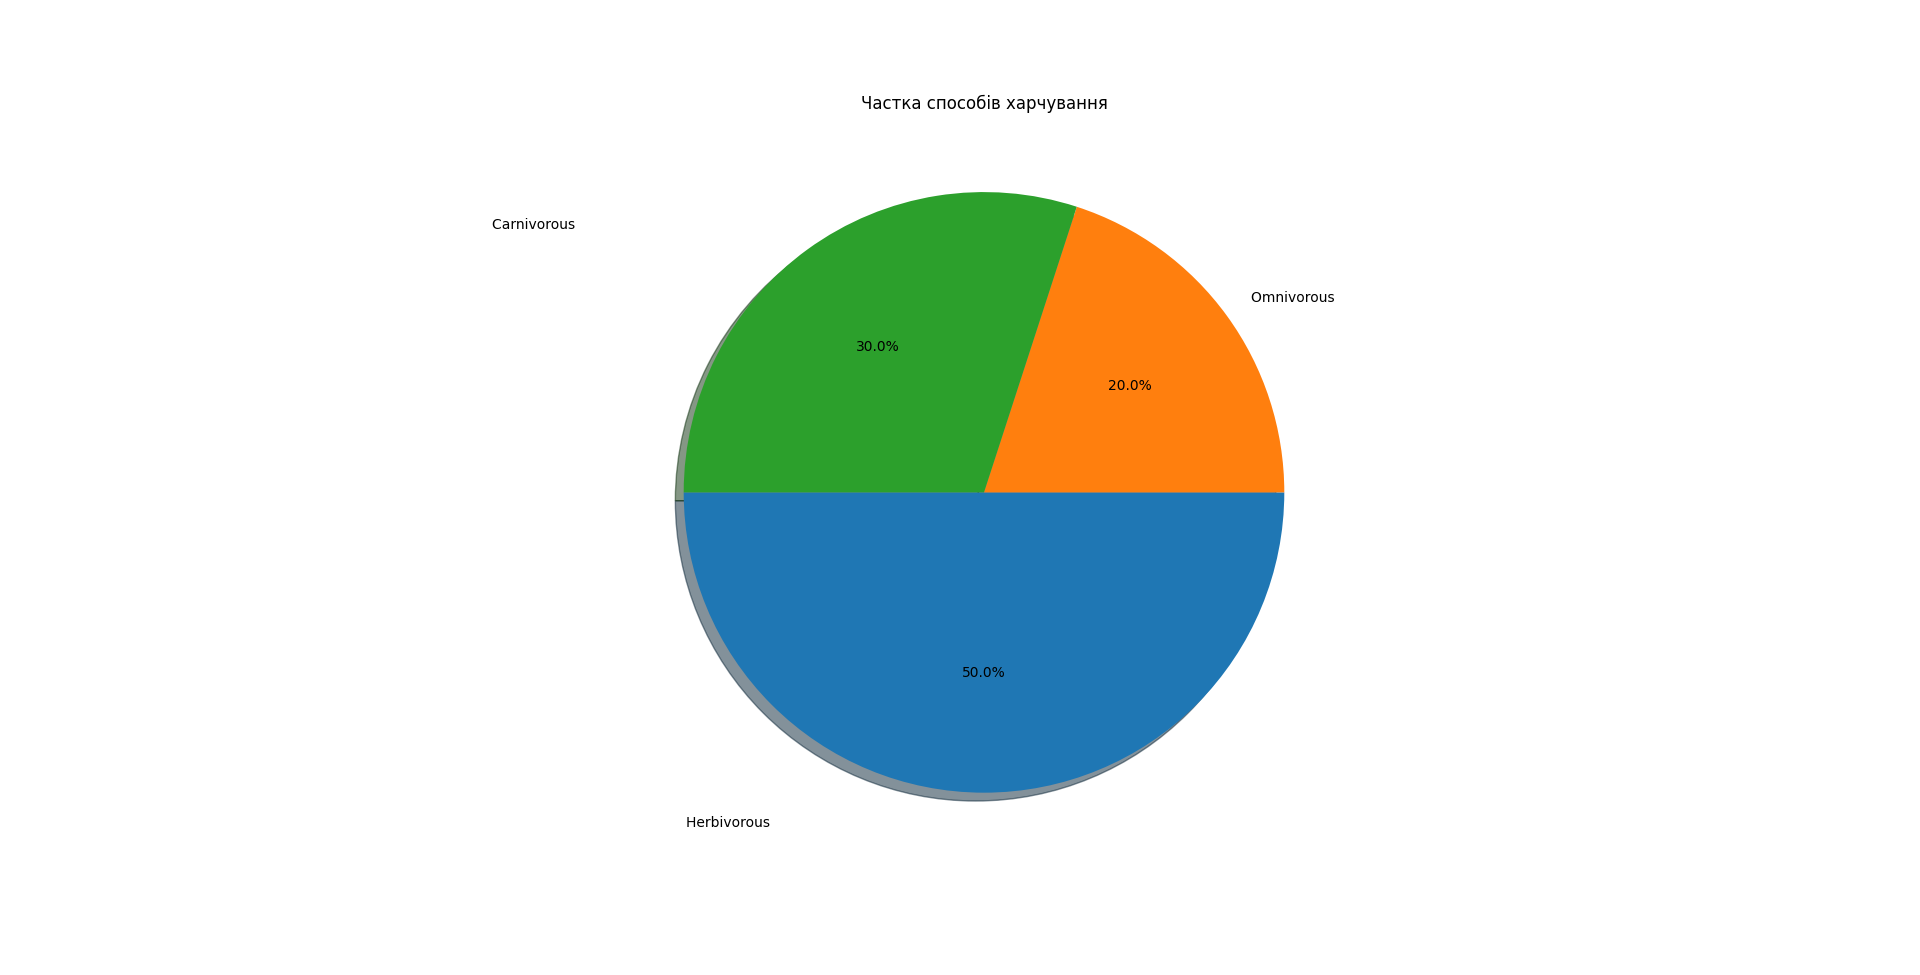 Частка способів харчування
Carnivorous
Omnivorous
30.0%
20.0%
50.0%
Herbivorous